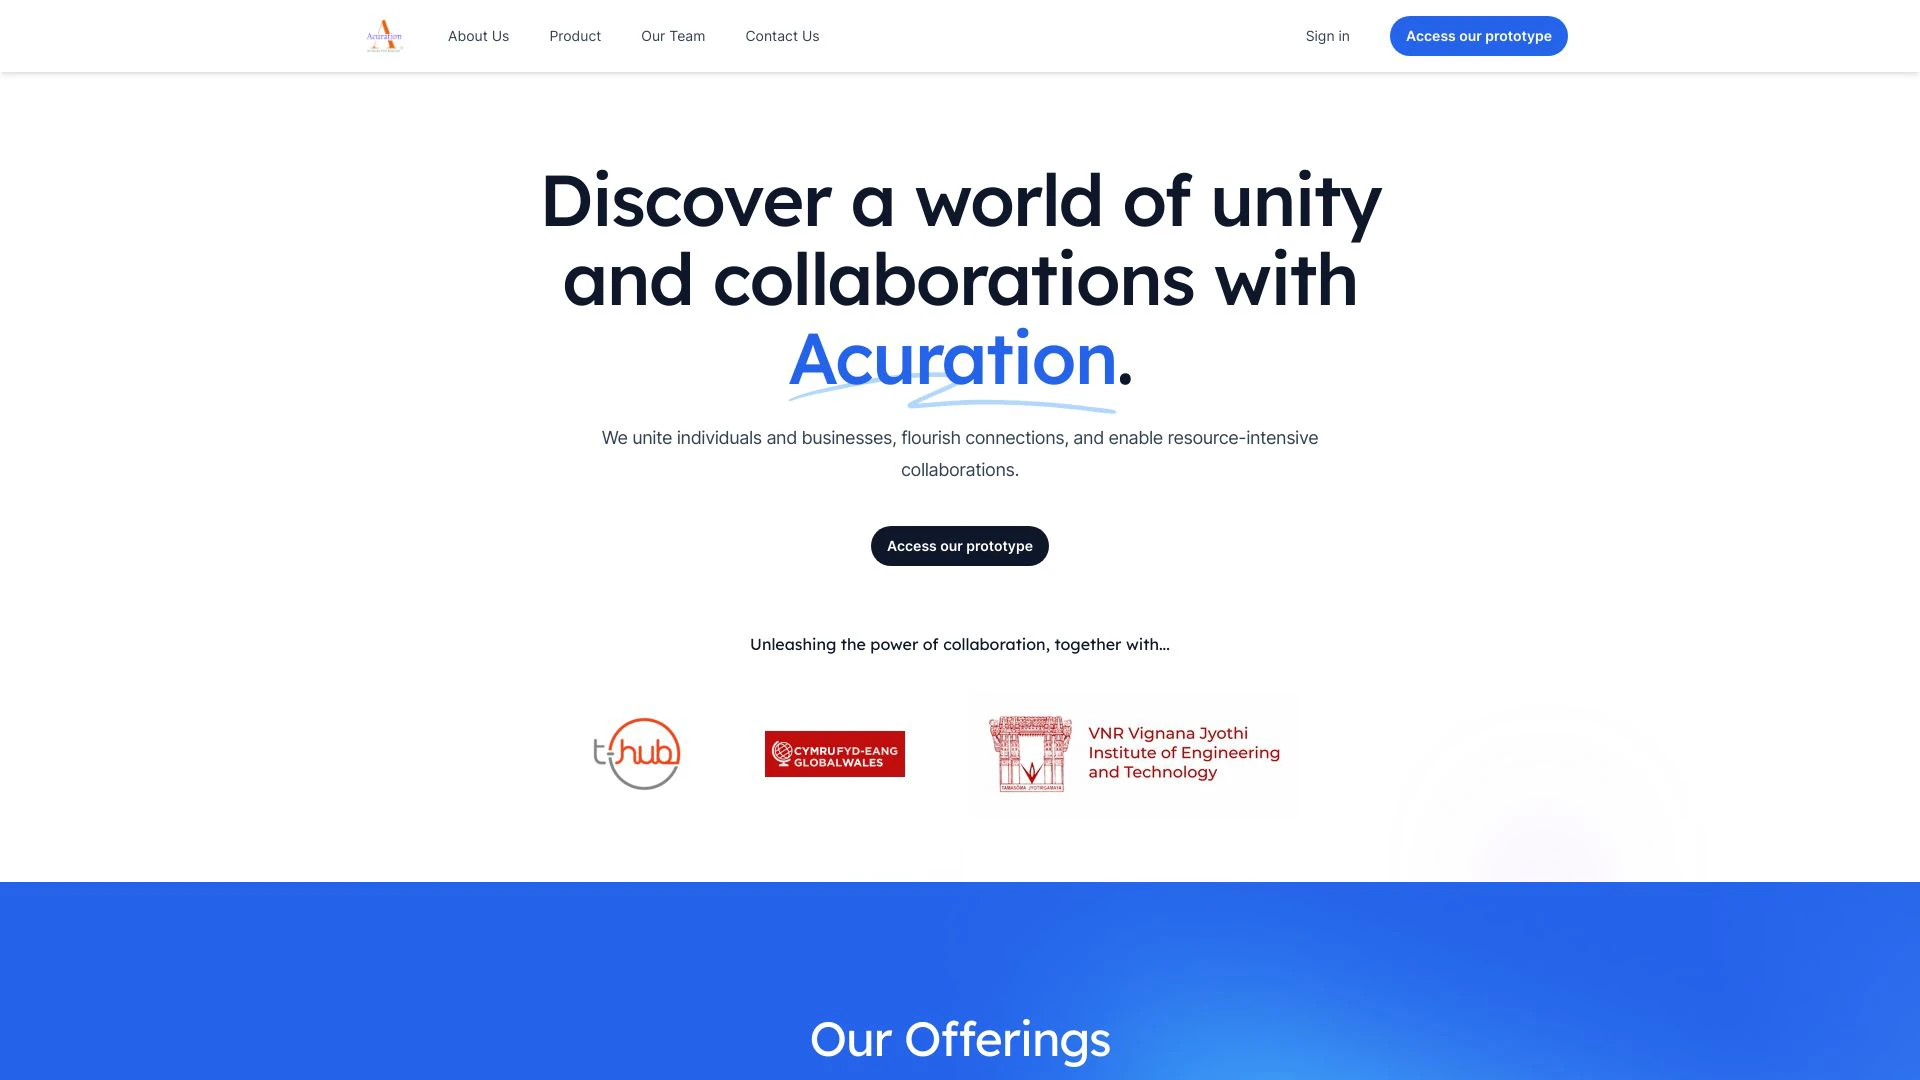 Acuration
About Us
Product
Our Team
Contact Us
Sign in
Access our prototype
Discover a world of unity
and collaborations with
Acuration.
We unite individuals and businesses, flourish connections, and enable resource-intensive
collaborations.
Access our prototype
Unleashing the power of collaboration, together with...
t-hub
CYMRUFYD-EANG
GLOBALWALES
VNR Vignana Jyothi
Institute of Engineering
and Technology
TAMASOMA JYOTIRGAMAYA
Our Offerings